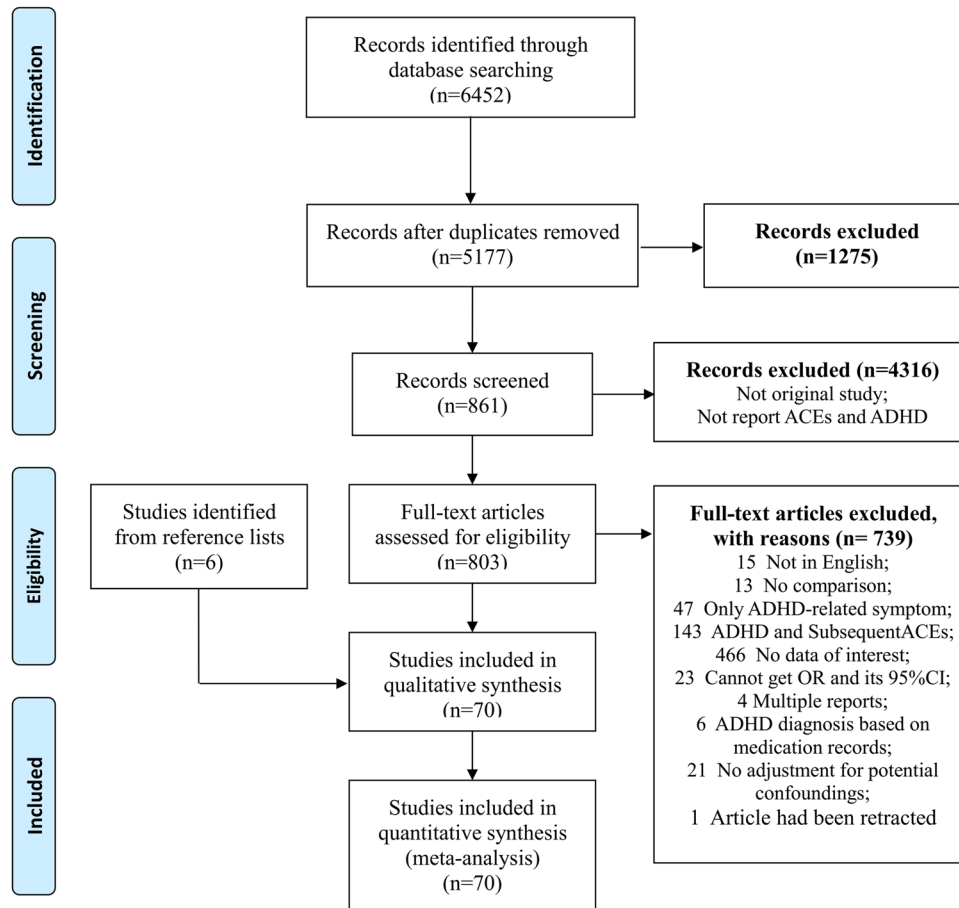 Identification
Records identified through
database searching
(n=6452)
Records after duplicates removed
(n=5177)
Records excluded
(n=1275)
Screening
Records screened
(n=861)
Records excluded (n=4316)
Not original study;
Not report ACEs and ADHD
Eligibility
Studies identified
from reference lists
(n=6)
Full-text articles
assessed for eligibility
(n=803)
Full-text articles excluded,
with reasons (n= 739)
15 Not in English;
13 No comparison;
47 Only ADHD-related symptom;
143 ADHD and SubsequentACEs;
466 No data of interest;
23 Cannot get OR and its 95%CI;
4 Multiple reports;
6 ADHD diagnosis based on
medication records;
21 No adjustment for potential
confoundings;
1 Article had been retracted
Studies included in
qualitative synthesis
(n=70)
Included
Studies included in
quantitative synthesis
(meta-analysis)
(n=70)